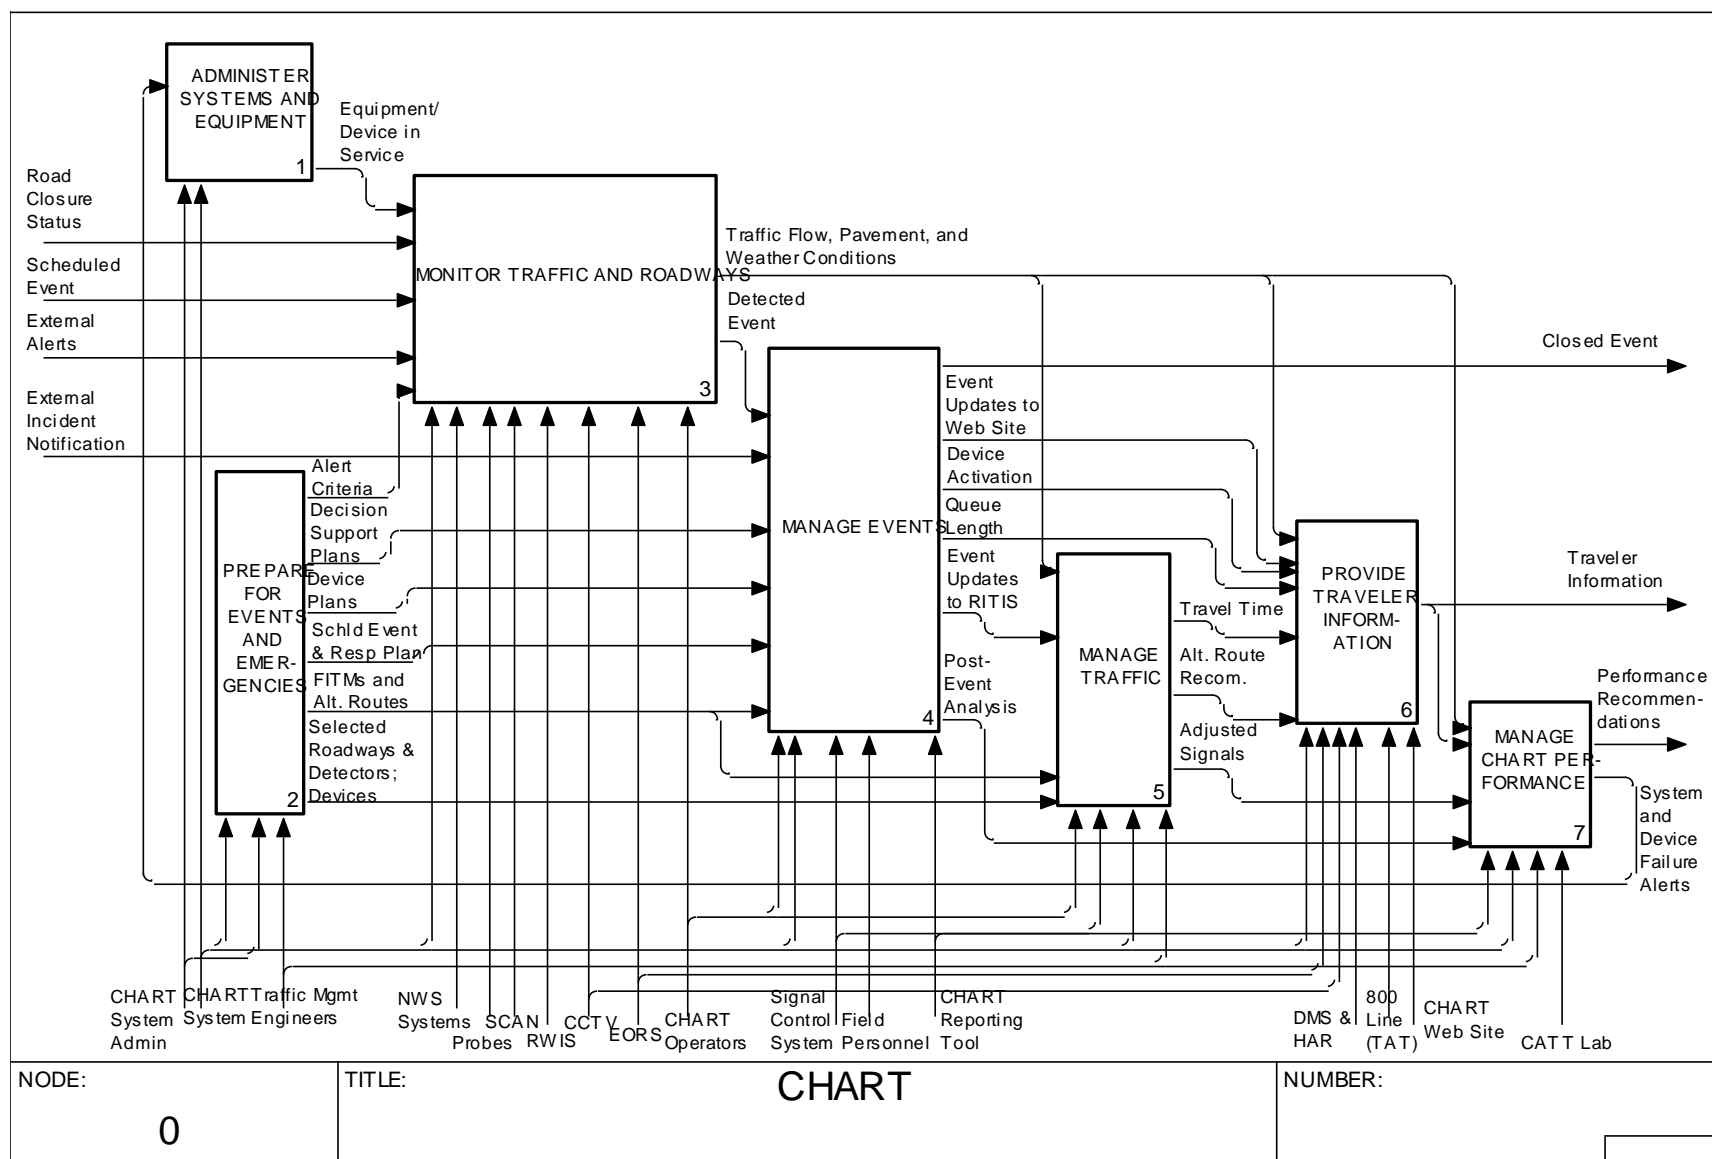 ADMINISTER
SYSTEMS AND
EQUIPMENT
1
Equipment/
Device in
Service
Road
Closure
Status
Scheduled
Event
External
Alerts
External
Incident
Notification
MONITOR TRAFFIC AND ROADWAYS
3
Traffic Flow, Pavement, and
Weather Conditions
Detected
Event
Closed Event
Alert
Criteria
Decision
Support
Plans
Device
Plans
Schld Event
& Resp Plan
FITMs and
Alt. Routes
Selected
Roadways &
Detectors;
Devices
PREPARE
FOR
EVENTS
AND
EMER-
GENCIES
2
MANAGE EVENTS
4
Event
Updates to
Web Site
Device
Activation
Queue
Length
Event
Updates
to RITIS
Post-
Event
Analysis
MANAGE
TRAFFIC
5
Travel Time
Alt. Route
Recom.
Adjusted
Signals
PROVIDE
TRAVELER
INFORM-
ATION
6
Traveler
Information
Performance
Recommen-
dations
MANAGE
CHART PER-
FORMANCE
7
System
and
Device
Failure
Alerts
CHART
System
Admin
CHART
System
Traffic Mgmt
Engineers
NWS
Systems
Probes
SCAN
RWIS
CCTV
EORS
CHART
Operators
Signal
Control
System
Field
Personnel
CHART
Reporting
Tool
DMS &
HAR
800
Line
(TAT)
CHART
Web Site
CATT Lab
NODE:
0
TITLE:
CHART
NUMBER: